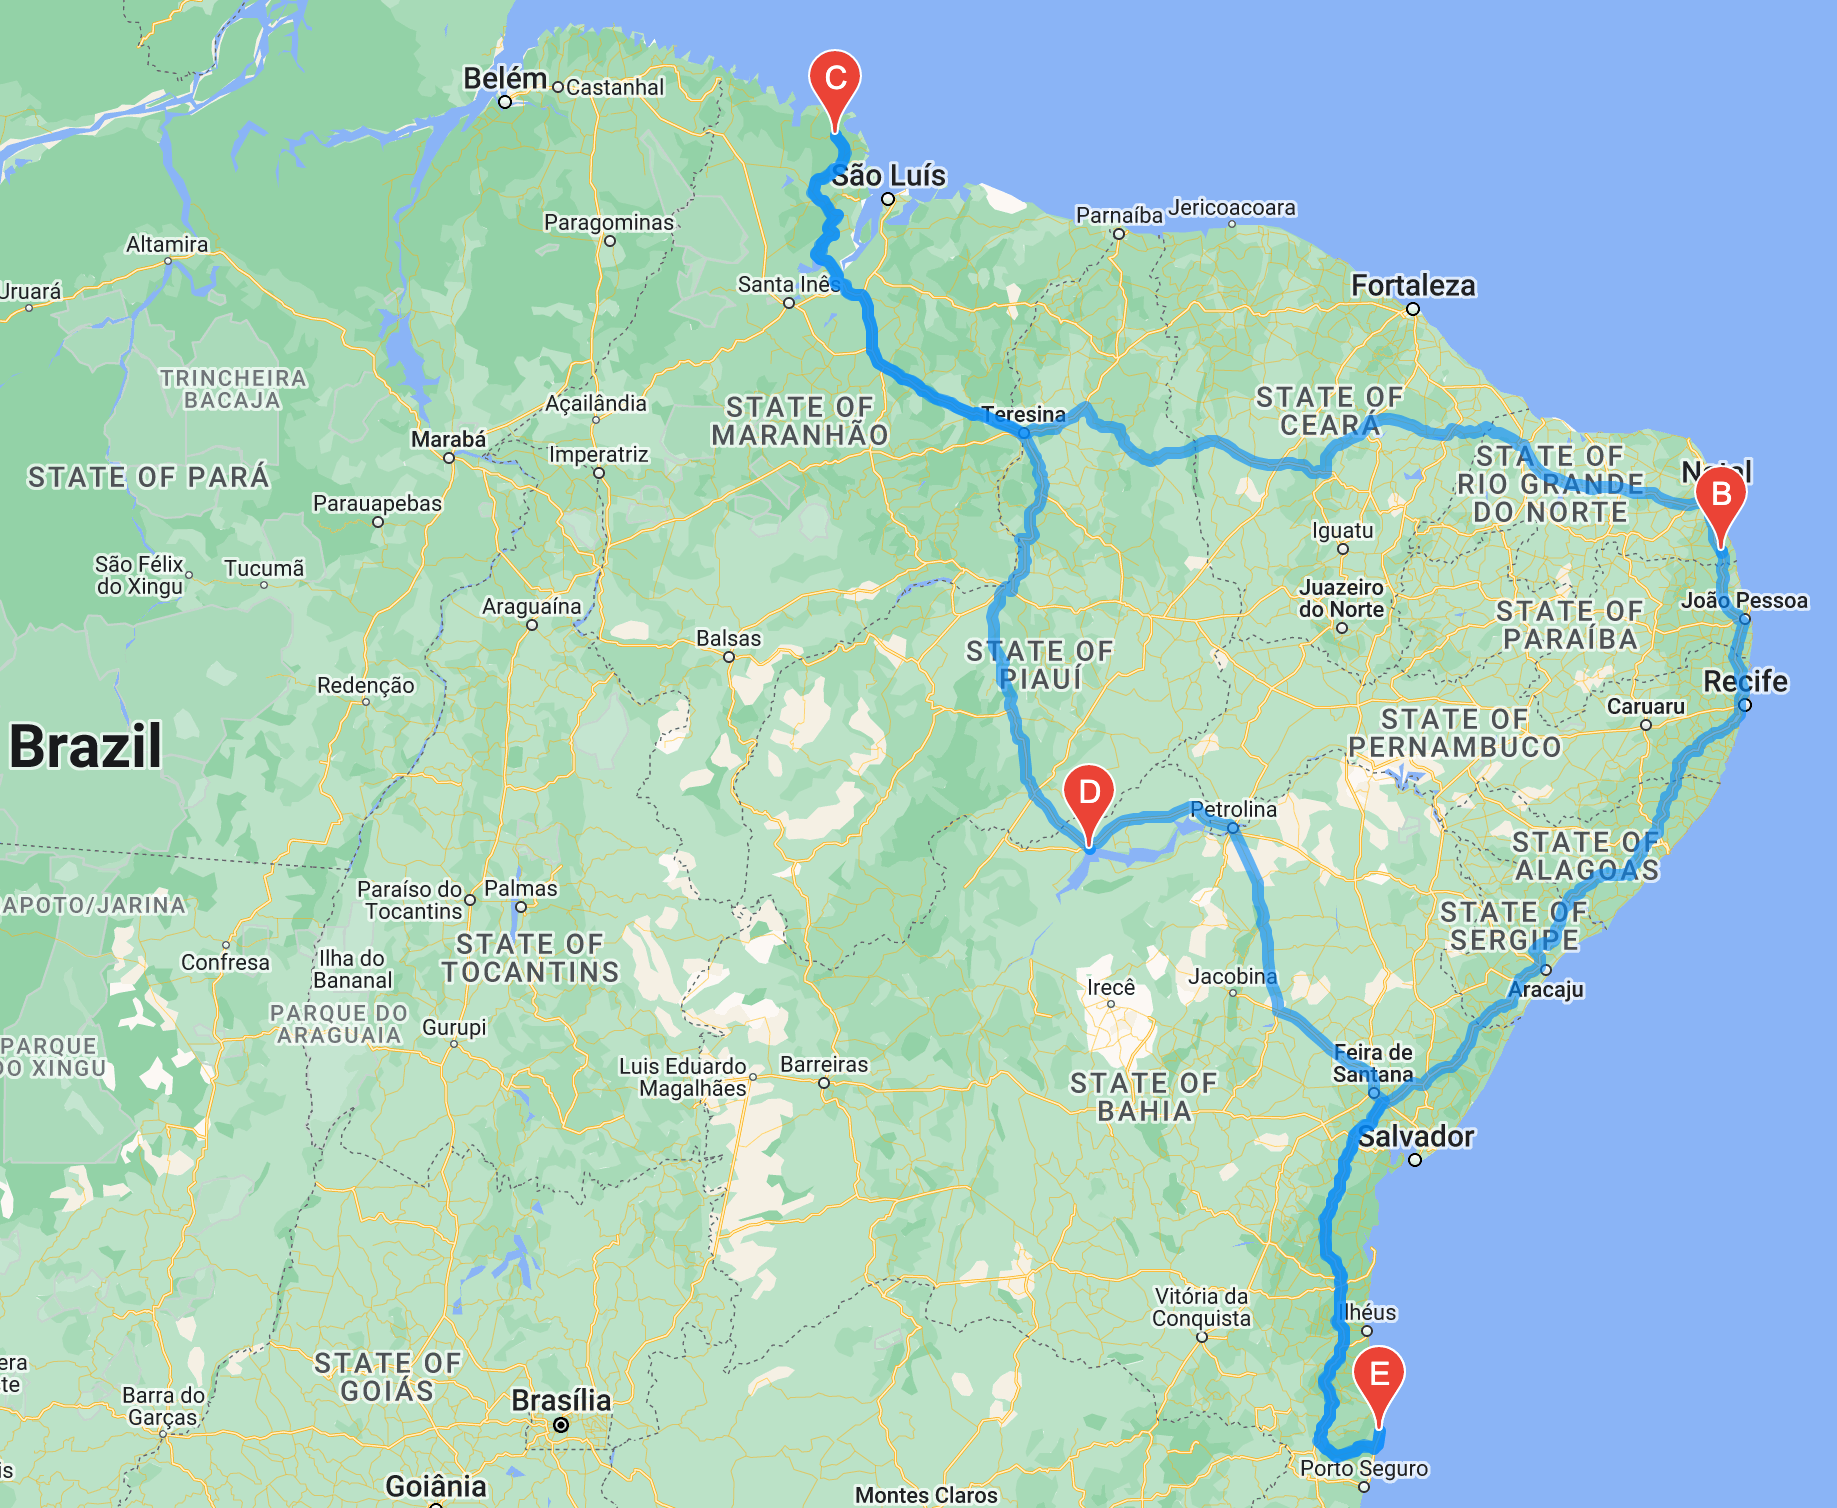 Belém
Castanhal
C
São Luís
Parnaíba
Jericoacoara
Paragominas
Altamira
Uruará
Santa Inês
Fortaleza
TRINCHEIRA
BACAJA
Açailândia
STATE OF
MARANHÃO
Teresina
STATE OF
CEARÁ
Marabá
Imperatriz
STATE OF PARÁ
STATE OF
RIO GRANDE
DO NORTE
Natal
B
Parauapebas
Iguatu
São Félix
do Xingu
Tucumã
Juazeiro
do Norte
João Pessoa
Araguaína
STATE OF
PARAÍBA
Balsas
STATE OF
PIAUÍ
Redenção
Recife
Caruaru
Brazil
STATE OF
PERNAMBUCO
D
Petrolina
STATE OF
ALAGOAS
Paraíso do
Tocantins
Palmas
APOTO/JARINA
STATE OF
SERGIPE
STATE OF
TOCANTINS
Confresa
Ilha do
Bananal
Irecê
Jacobina
Aracaju
PARQUE DO
ARAGUAIA
Gurupi
PARQUE
DO XINGU
Luis Eduardo
Magalhães
Barreiras
Feira de
Santana
STATE OF
BAHIA
Salvador
Vitória da
Conquista
Ilhéus
STATE OF
GOIÁS
E
Barra do
Garças
Brasília
Porto Seguro
Goiânia
Montes Claros